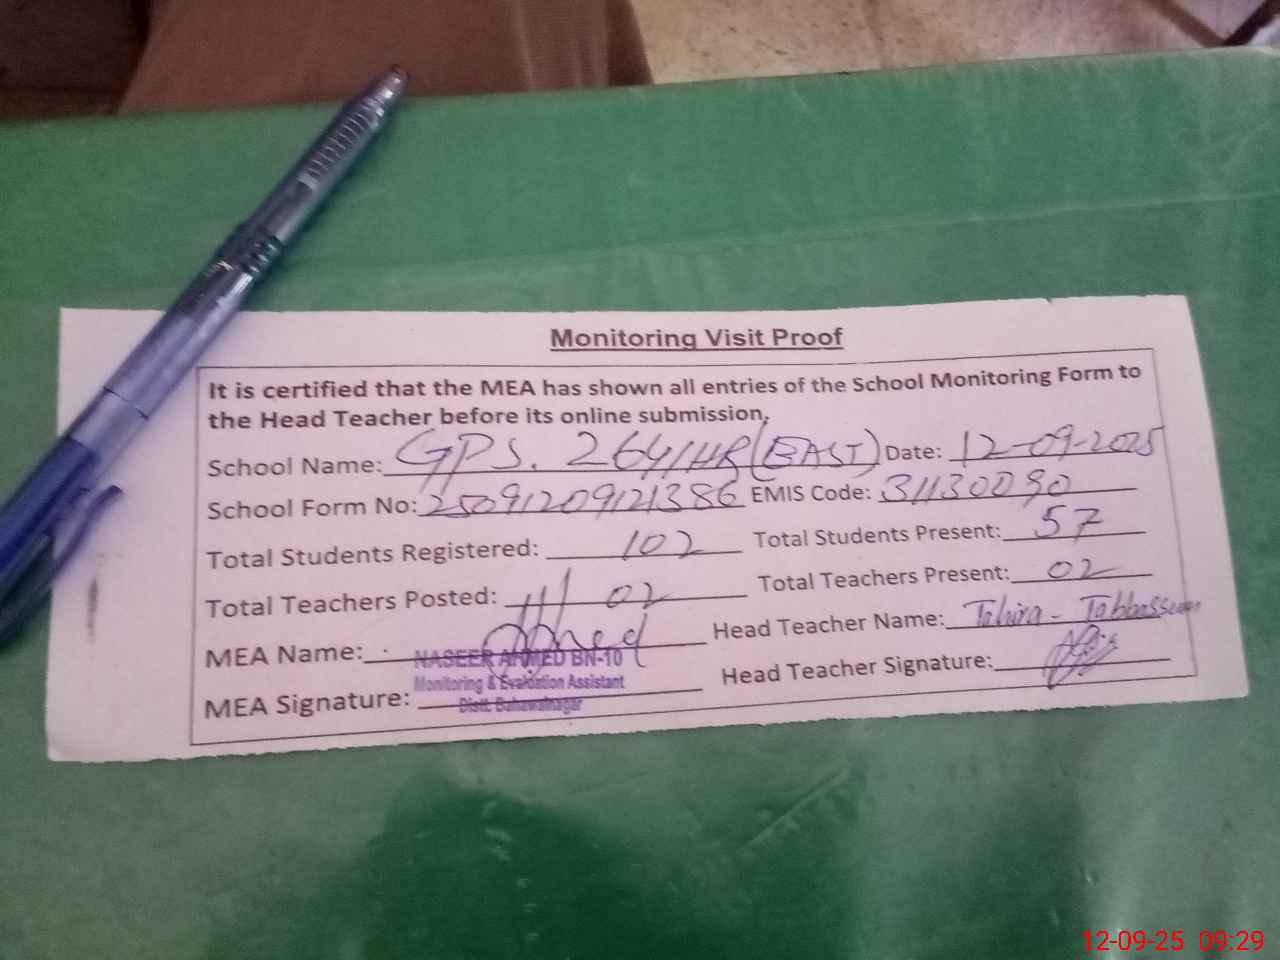 Monitoring Visit Proof
It is certified that the MEA has shown all entries of the School Monitoring Form to
the Head Teacher before its online submission.
School Name: GPS. 264/HR (EAST) Date: 12-09-2025
School Form No: 25091209121386 EMIS Code: 31130090
Total Students Registered: 102 Total Students Present: 57
Total Teachers Posted: 02 Total Teachers Present: 02
MEA Name: Head Teacher Name: Tahira - Tabbassum
NASEER AHMED BN-10
Monitoring & Evaluation Assistant
MEA Signature: Head Teacher Signature:
Distt. Bahawalnagar
12-09-25 09:29